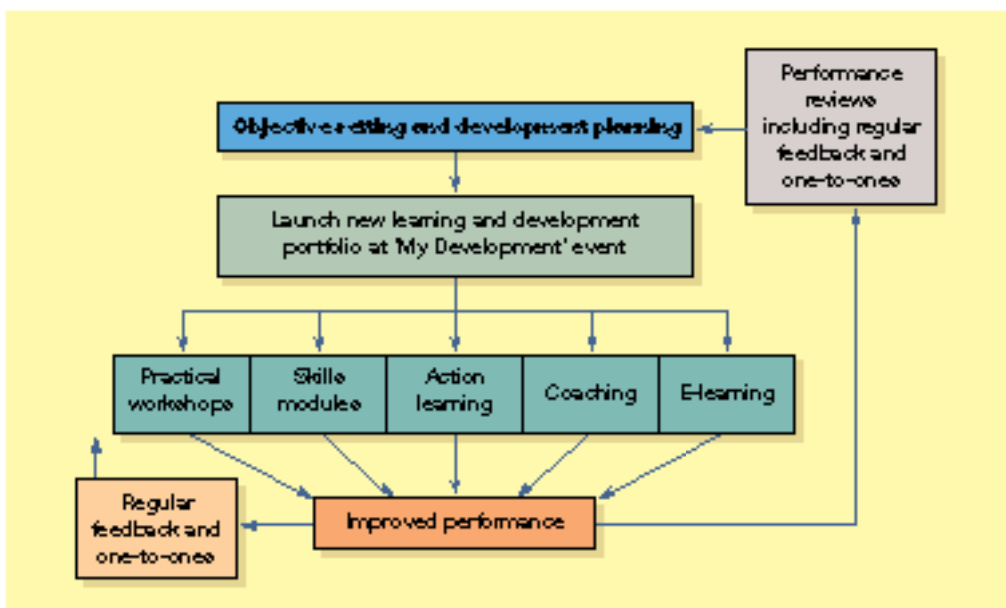 Performance
reviews
including regular
feedback and
one-to-ones
Objective setting and development planning
Launch new learning and development
portfolio at 'My Development' event
Practical
workshops
Skills
modules
Action
learning
Coaching
E-learning
Regular
feedback and
one-to-ones
Improved performance